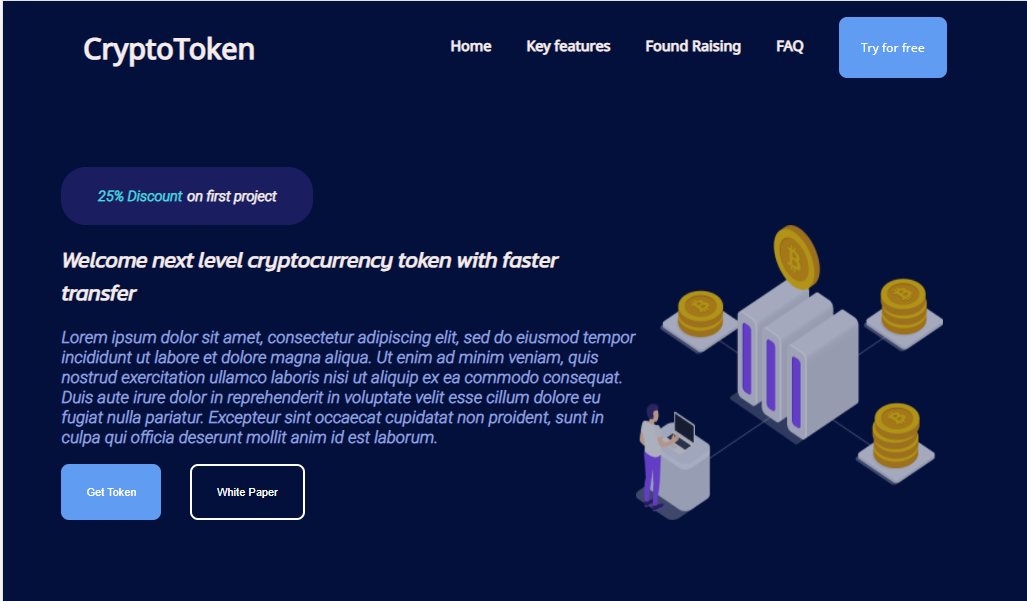 CryptoToken
Home
Key features
Found Raising
FAQ
Try for free
25% Discount on first project
Welcome next level cryptocurrency token with faster
transfer
Lorem ipsum dolor sit amet, consectetur adipiscing elit, sed do eiusmod tempor
incididunt ut labore et dolore magna aliqua. Ut enim ad minim veniam, quis
nostrud exercitation ullamco laboris nisi ut aliquip ex ea commodo consequat.
Duis aute irure dolor in reprehenderit in voluptate velit esse cillum dolore eu
fugiat nulla pariatur. Excepteur sint occaecat cupidatat non proident, sunt in
culpa qui officia deserunt mollit anim id est laborum.
Get Token
White Paper